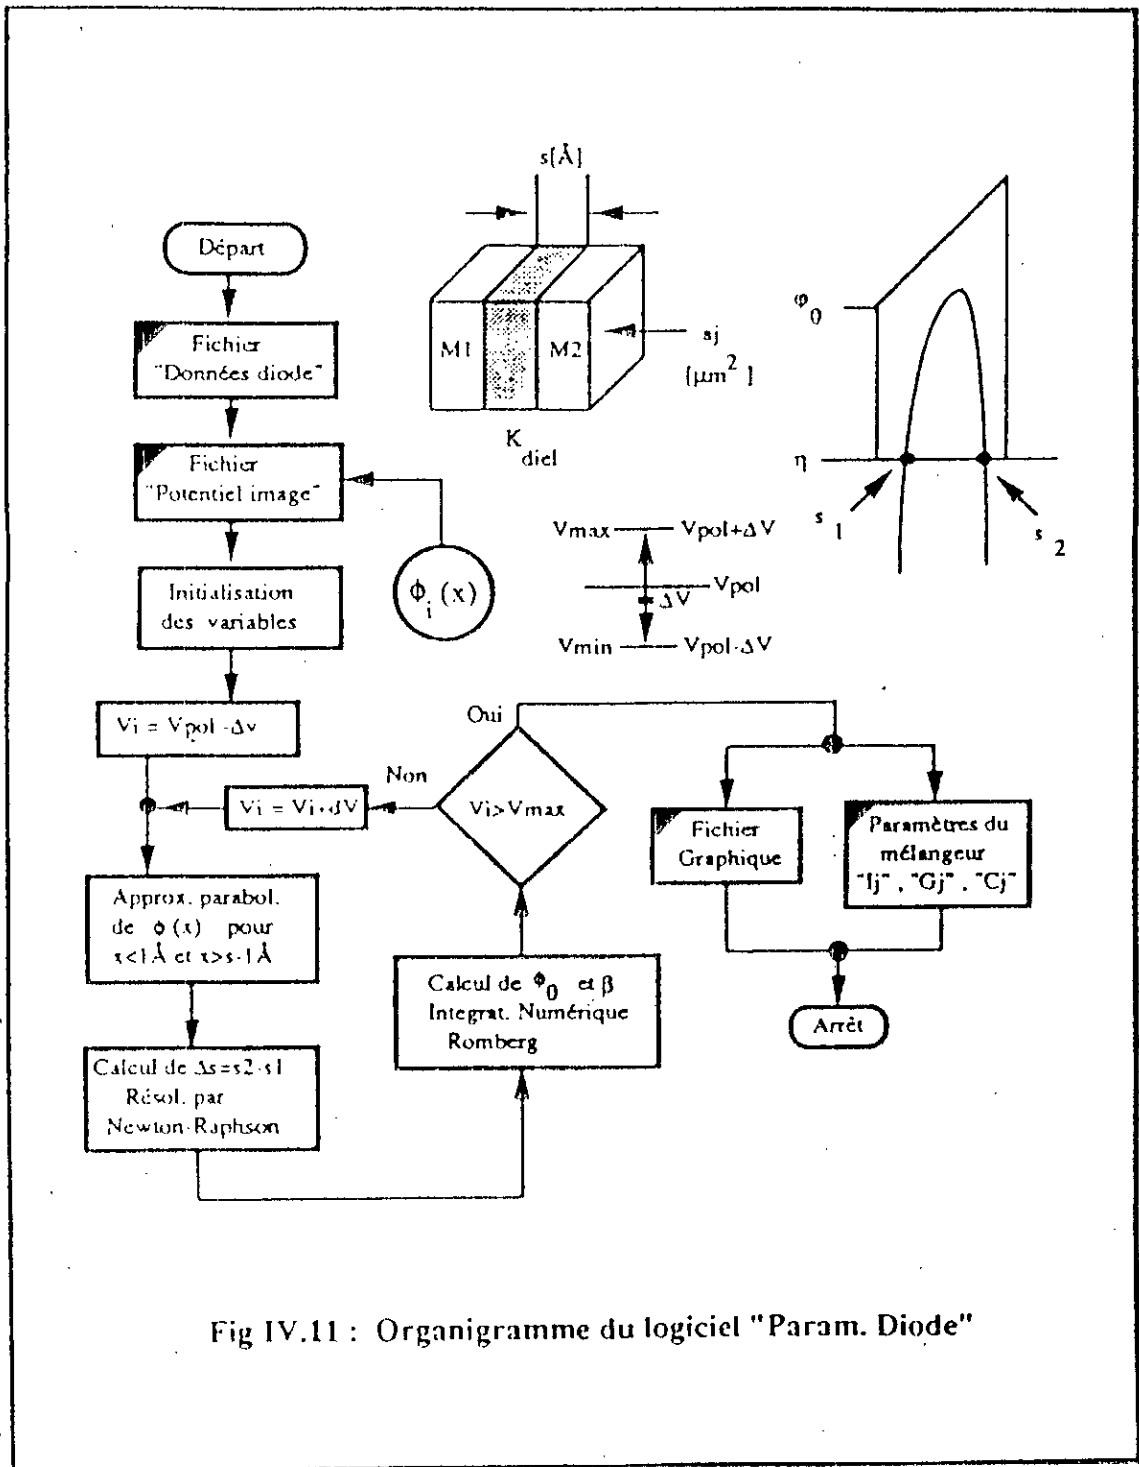 s[Å]
Départ
Fichier
"Données diode"
M1
M2
sj
[μm²]
K diel
φ0
η
s 1
s 2
Fichier
"Potentiel image"
ϕi (x)
Vmax
Vpol+ΔV
Vpol
ΔV
Vmin
Vpol-ΔV
Initialisation
des variables
Vi = Vpol -Δv
Oui
Non
Vi = Vi+dV
Vi>Vmax
Fichier
Graphique
Paramètres du
mélangeur
"Ij" , "Gj" , "Cj"
Approx. parabol.
de ϕ(x) pour
x<1Å et x>s-1Å
Calcul de Φ0 et β
Integrat. Numérique
Romberg
Arrêt
Calcul de Δs=s2-s1
Résol. par
Newton-Raphson
Fig IV.11 : Organigramme du logiciel "Param. Diode"